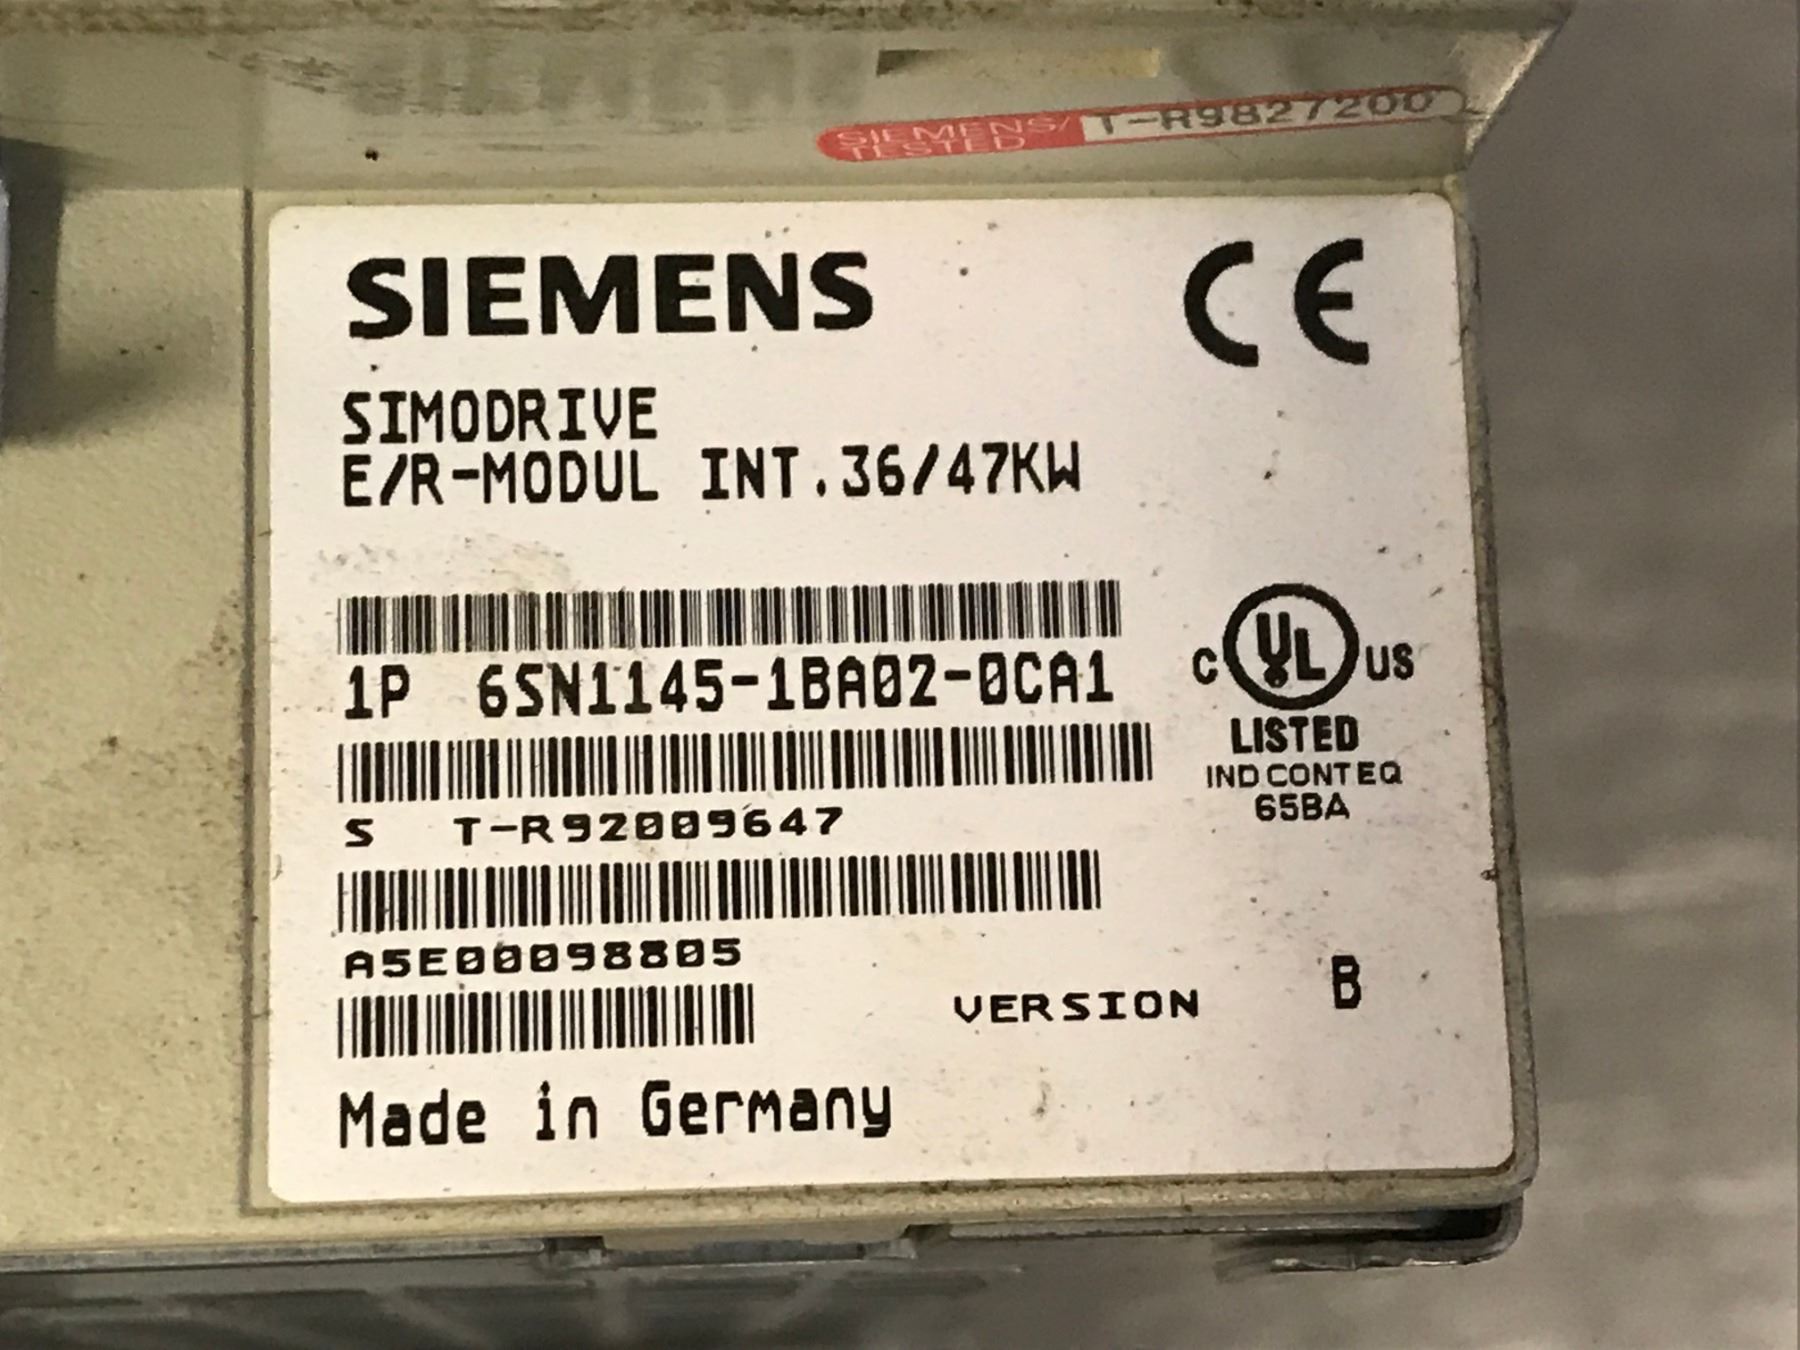 SIEMENS/ T-R9827200
TESTED
SIEMENS CE
SIMODRIVE
E/R-MODUL INT.36/47KW
1P 6SN1145-1BA02-0CA1
C UL US
LISTED
IND CONT EQ
65BA
S T-R92009647
A5E00098805
VERSION B
Made in Germany